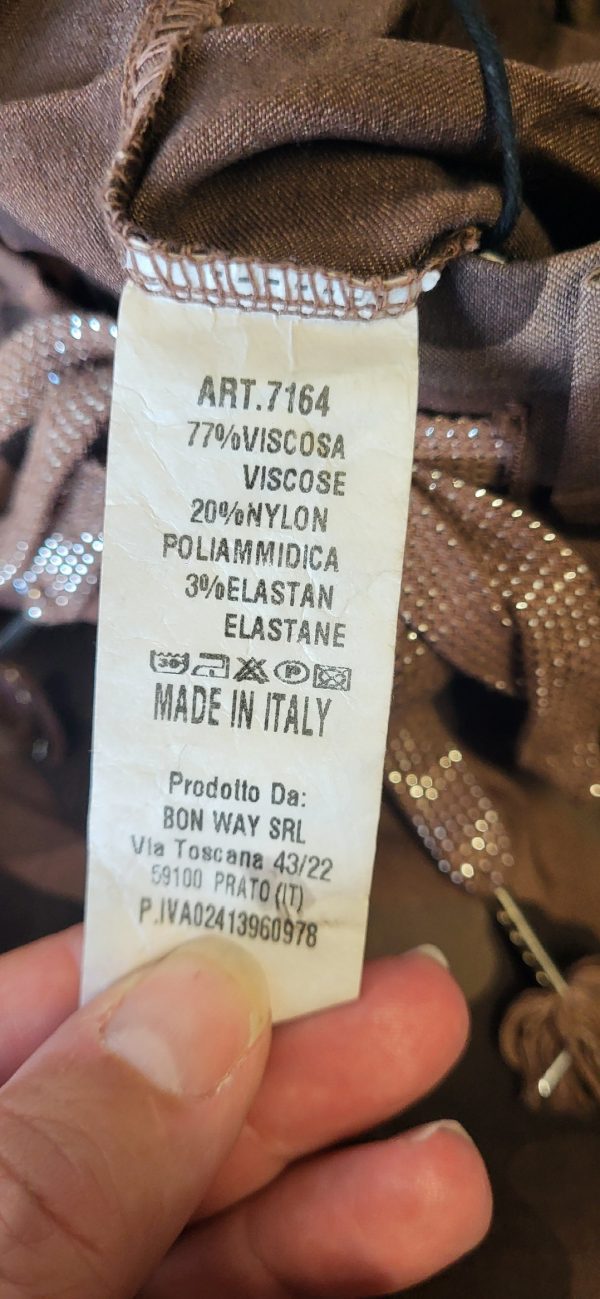 ART.7164
77%VISCOSA
VISCOSE
20%NYLON
POLIAMMIDICA
3%ELASTAN
ELASTANE
30 P
MADE IN ITALY
Prodotto Da:
BON WAY SRL
Via Toscana 43/22
59100 PRATO (IT)
P.IVA02413960978